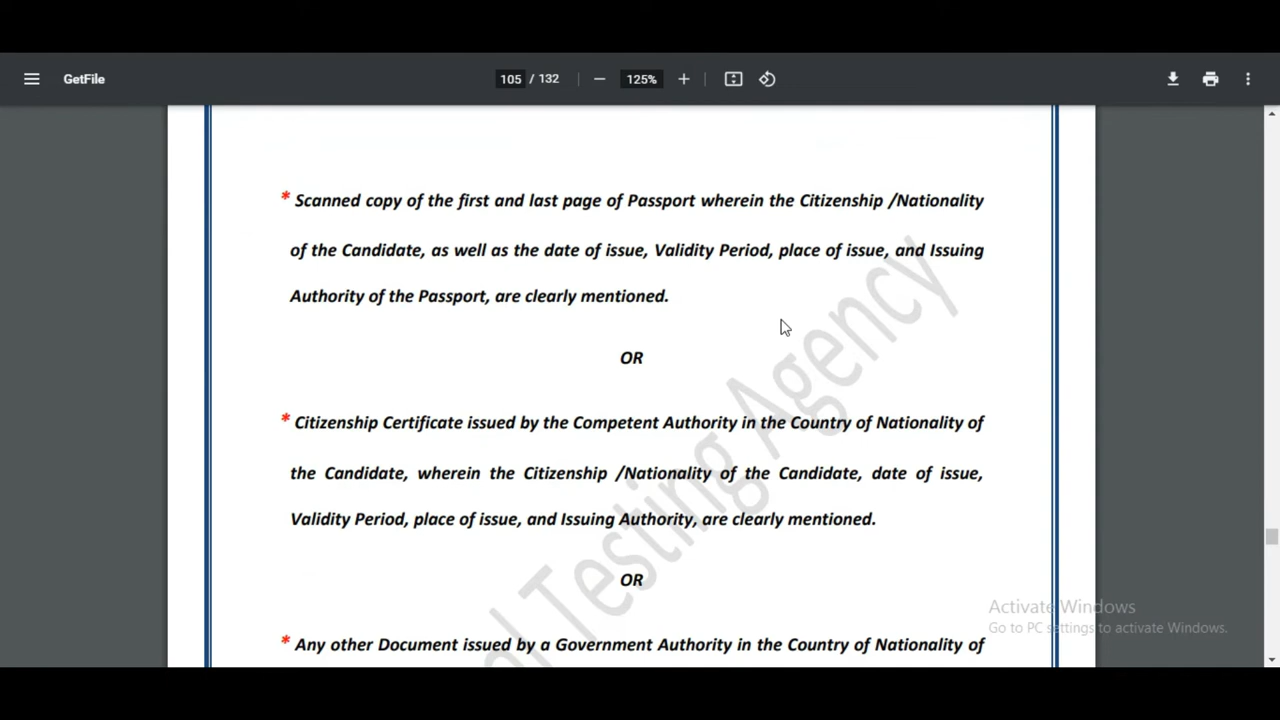 GetFile
105 / 132
125%
* Scanned copy of the first and last page of Passport wherein the Citizenship /Nationality
of the Candidate, as well as the date of issue, Validity Period, place of issue, and Issuing
Authority of the Passport, are clearly mentioned.
OR
* Citizenship Certificate issued by the Competent Authority in the Country of Nationality of
the Candidate, wherein the Citizenship /Nationality of the Candidate, date of issue,
Validity Period, place of issue, and Issuing Authority, are clearly mentioned.
OR
* Any other Document issued by a Government Authority in the Country of Nationality of
Testing Agency
Activate Windows
Go to PC settings to activate Windows.